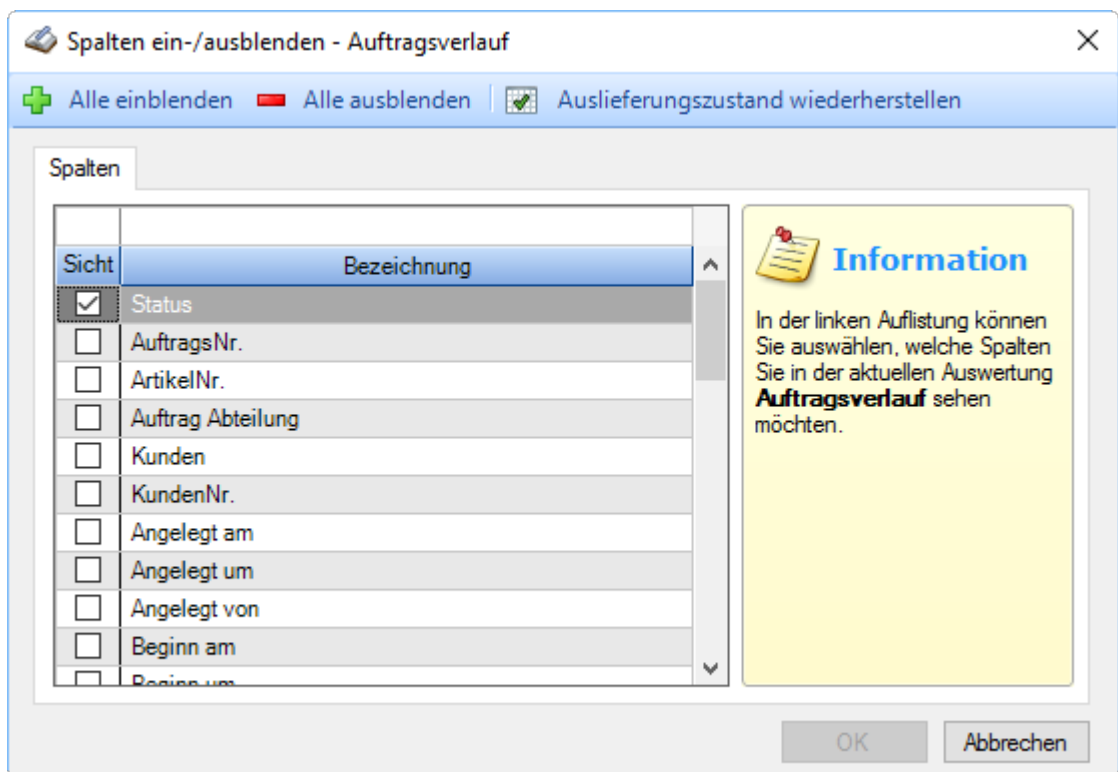 Spalten ein-/ausblenden - Auftragsverlauf
Alle einblenden Alle ausblenden Auslieferungszustand wiederherstellen
Spalten
Sicht Bezeichnung
Status
AuftragsNr.
ArtikelNr.
Auftrag Abteilung
Kunden
KundenNr.
Angelegt am
Angelegt um
Angelegt von
Beginn am
Beginn um
Information
In der linken Auflistung können
Sie auswählen, welche Spalten
Sie in der aktuellen Auswertung
Auftragsverlauf sehen
möchten.
OK Abbrechen